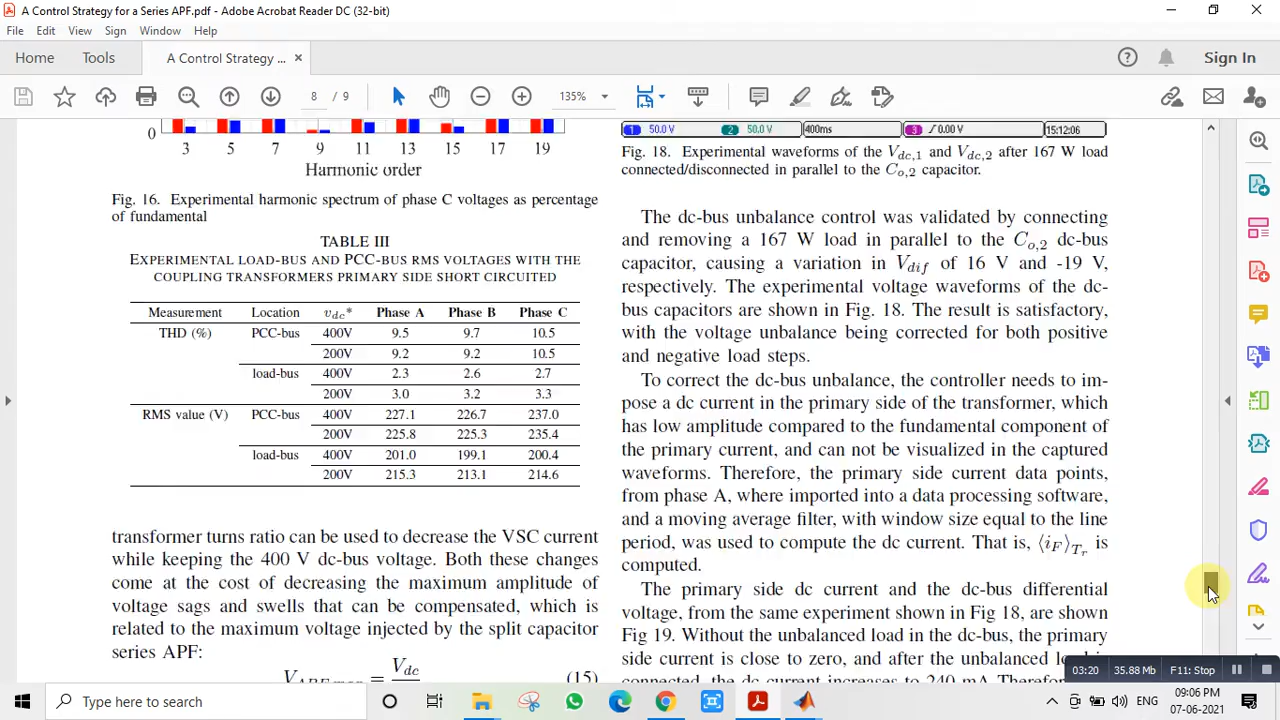 A Control Strategy for a Series APF.pdf - Adobe Acrobat Reader DC (32-bit)
File Edit View Sign Window Help
Home Tools A Control Strategy ... × Sign In
8 / 9 135%
0
3 5 7 9 11 13 15 17 19
Harmonic order
Fig. 16. Experimental harmonic spectrum of phase C voltages as percentage
of fundamental
TABLE III
EXPERIMENTAL LOAD-BUS AND PCC-BUS RMS VOLTAGES WITH THE
COUPLING TRANSFORMERS PRIMARY SIDE SHORT CIRCUITED
Measurement Location vdc* Phase A Phase B Phase C
THD (%) PCC-bus 400V 9.5 9.7 10.5
200V 9.2 9.2 10.5
load-bus 400V 2.3 2.6 2.7
200V 3.0 3.2 3.3
RMS value (V) PCC-bus 400V 227.1 226.7 237.0
200V 225.8 225.3 235.4
load-bus 400V 201.0 199.1 200.4
200V 215.3 213.1 214.6
transformer turns ratio can be used to decrease the VSC current
while keeping the 400 V dc-bus voltage. Both these changes
come at the cost of decreasing the maximum amplitude of
voltage sags and swells that can be compensated, which is
related to the maximum voltage injected by the split capacitor
series APF:
Vdc
(15)
1 50.0 V 2 50.0 V 400ms 3 0.00 V 15:12:06
Fig. 18. Experimental waveforms of the Vdc,1 and Vdc,2 after 167 W load
connected/disconnected in parallel to the Co,2 capacitor.
The dc-bus unbalance control was validated by connecting
and removing a 167 W load in parallel to the Co,2 dc-bus
capacitor, causing a variation in Vdif of 16 V and -19 V,
respectively. The experimental voltage waveforms of the dc-
bus capacitors are shown in Fig. 18. The result is satisfactory,
with the voltage unbalance being corrected for both positive
and negative load steps.
To correct the dc-bus unbalance, the controller needs to im-
pose a dc current in the primary side of the transformer, which
has low amplitude compared to the fundamental component of
the primary current, and can not be visualized in the captured
waveforms. Therefore, the primary side current data points,
from phase A, where imported into a data processing software,
and a moving average filter, with window size equal to the line
period, was used to compute the dc current. That is, ⟨iF⟩Tr is
computed.
The primary side dc current and the dc-bus differential
voltage, from the same experiment shown in Fig 18, are shown
Fig 19. Without the unbalanced load in the dc-bus, the primary
side current is close to zero, and after the unbalanced
connected, the dc current increases to 240 mA
03:20 35.88 Mb F11: Stop
Type here to search
ENG 09:06 PM
07-06-2021